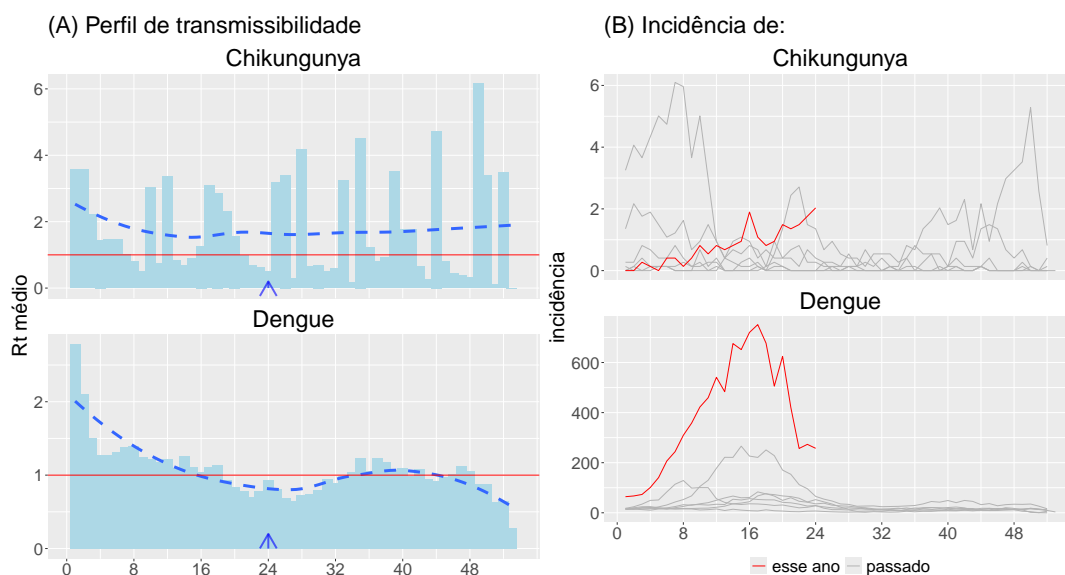 (A) Perfil de transmissibilidade
Chikungunya
6
4
2
0
Dengue
2
1
0
0 8 16 24 32 40 48
Rt médio
(B) Incidência de:
Chikungunya
6
4
2
0
Dengue
600
400
200
0
0 8 16 24 32 40 48
incidência
esse ano passado